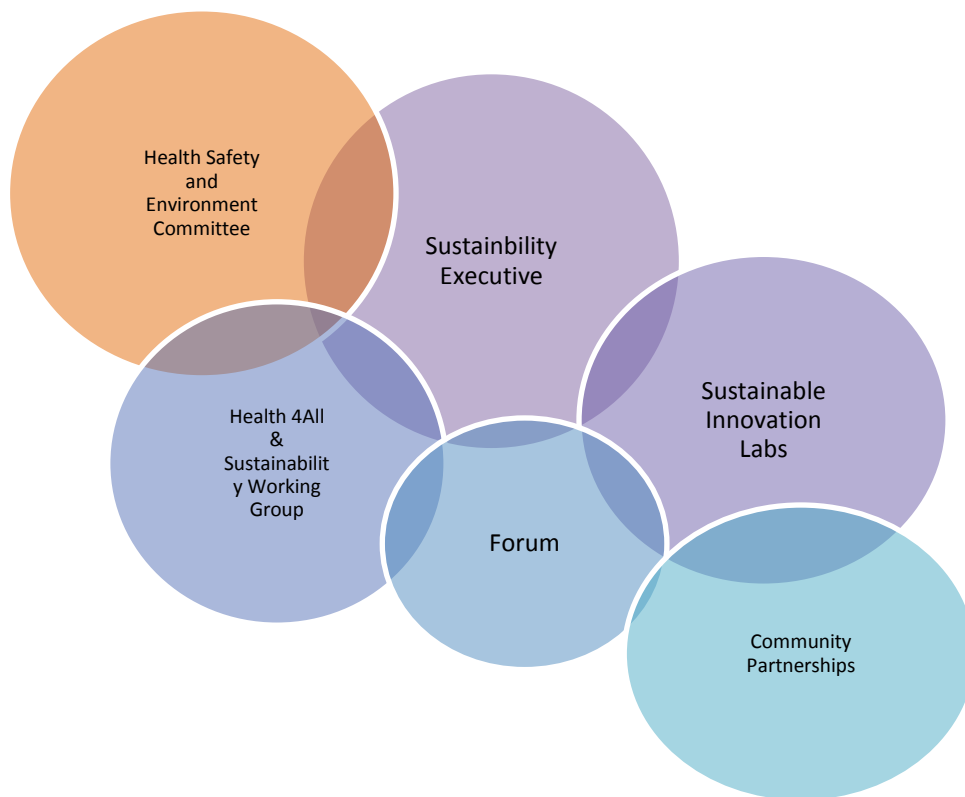 Health Safety
and
Environment
Committee
Sustainbility
Executive
Sustainable
Innovation
Labs
Health 4All
&
Sustainabilit
y Working
Group
Forum
Community
Partnerships